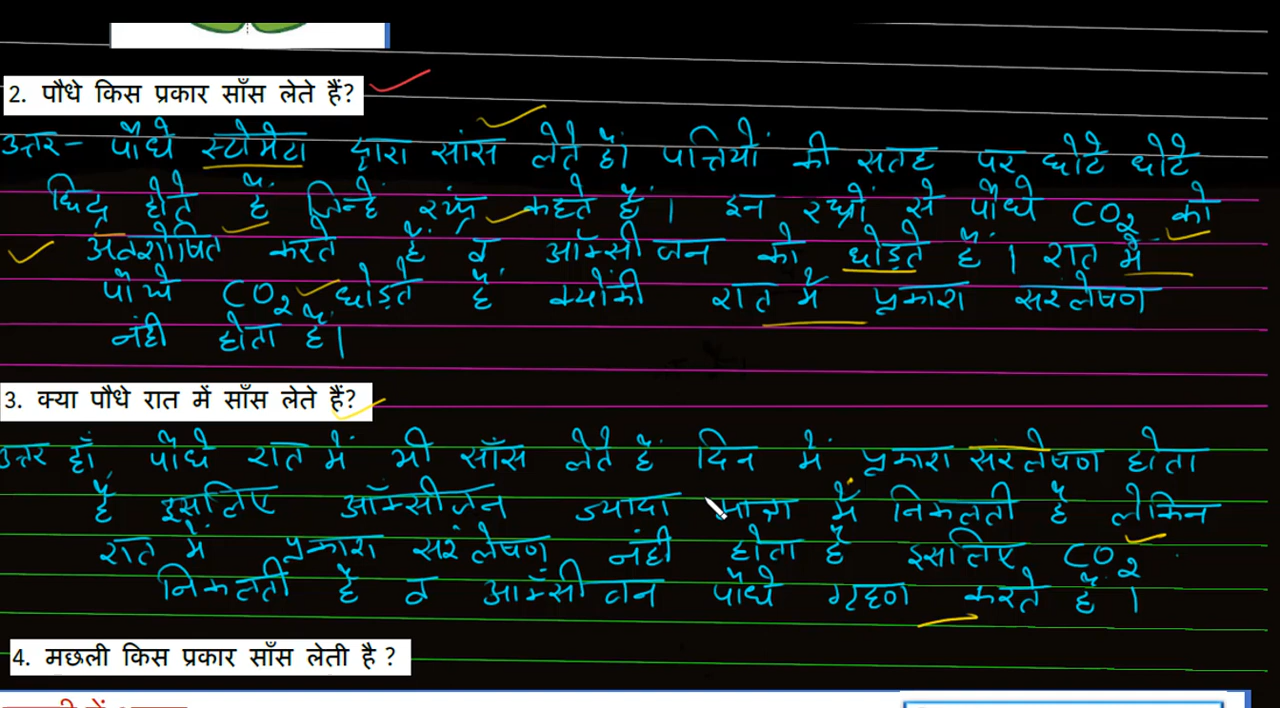 2. पौधे किस प्रकार साँस लेते हैं?
उत्तर- पौधे स्टोमेटा द्वारा सांस लेते हैं। पत्तियों की सतह पर छोटे छोटे
छिद्र होते हैं जिन्हें रंध्र कहते हैं। इन रंध्रों से पौधे CO₂ को
अवशोषित करते हैं व ऑक्सीजन को छोड़ते हैं। रात में
पौधे CO₂ छोड़ते हैं क्योंकी रात में प्रकाश संश्लेषण
नंही होता हैं।
3. क्या पौधे रात में साँस लेते हैं?
उत्तर हाँ, पौधे रात में भी साँस लेते हैं दिन में प्रकाश संश्लेषण होता
हैं इसलिए ऑक्सीजन ज्यादा मात्रा में निकलती हैं लेकिन
रात में प्रकाश संश्लेषण नंही होता हैं इसलिए CO₂
निकलती हैं व ऑक्सीजन पौधे ग्रहण करते हैं।
4. मछली किस प्रकार साँस लेती है ?